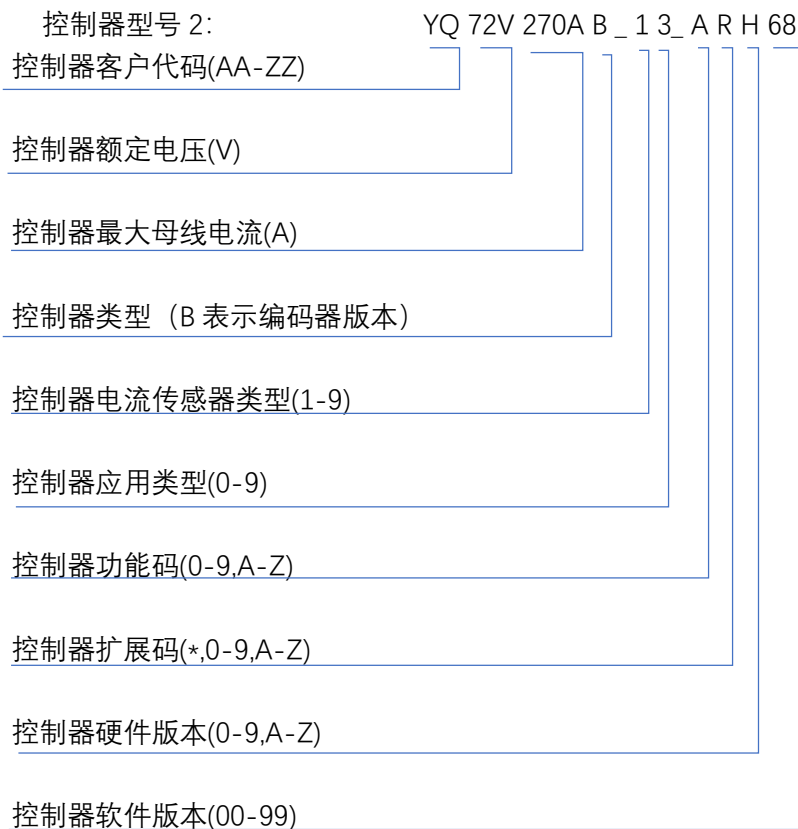 控制器型号 2: YQ 72V 270A B _ 1 3_ A R H 68
控制器客户代码(AA-ZZ)
控制器额定电压(V)
控制器最大母线电流(A)
控制器类型（B 表示编码器版本）
控制器电流传感器类型(1-9)
控制器应用类型(0-9)
控制器功能码(0-9,A-Z)
控制器扩展码(*,0-9,A-Z)
控制器硬件版本(0-9,A-Z)
控制器软件版本(00-99)